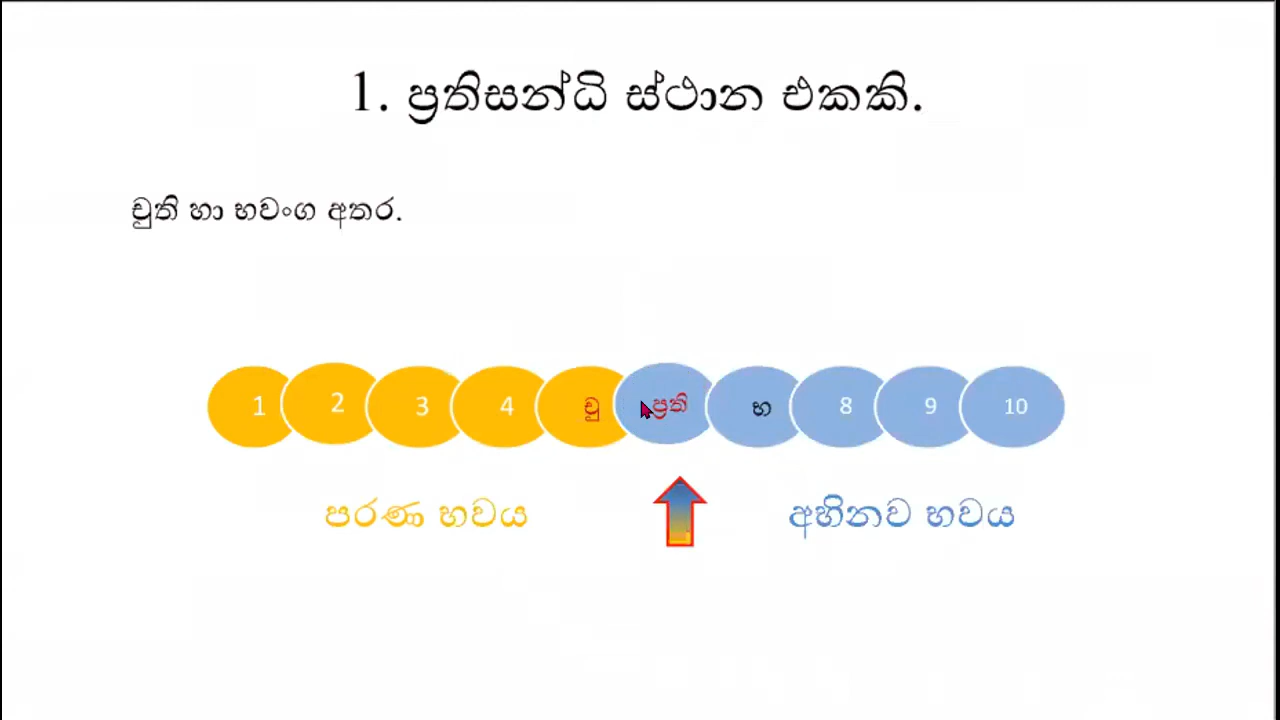 1. ප්‍රතිසන්ධි ස්ථාන එකකි.
චුති හා භවංග අතර.
1 2 3 4 චු ප්‍රති භ 8 9 10
පරණ භවය අභිනව භවය